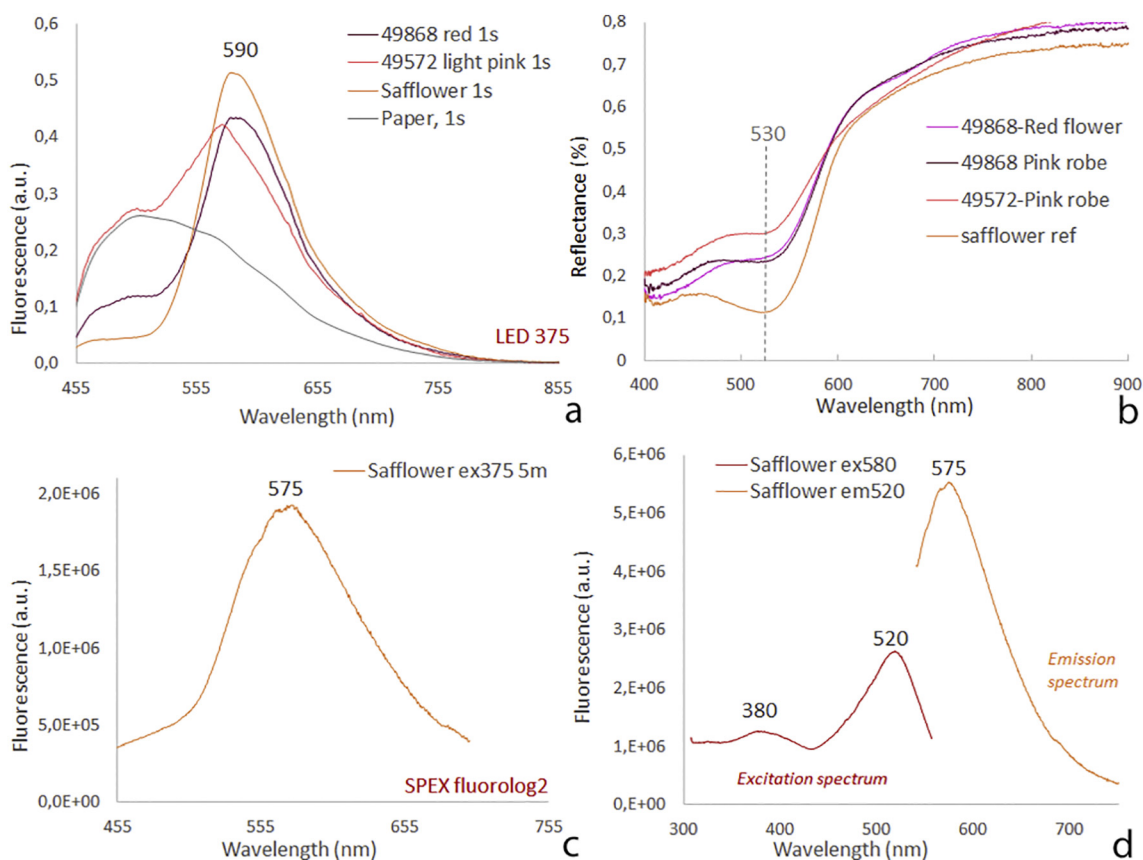 0,6
0,5
0,4
0,3
0,2
0,1
0,0
Fluorescence (a.u.)
590
49868 red 1s
49572 light pink 1s
Safflower 1s
Paper, 1s
LED 375
455 555 655 755 855
Wavelength (nm)
a
0,8
0,7
0,6
0,5
0,4
0,3
0,2
0,1
0
Reflectance (%)
530
49868-Red flower
49868 Pink robe
49572-Pink robe
safflower ref
400 500 600 700 800 900
Wavelength (nm)
b
Safflower ex375 5m
575
2,0E+06
1,5E+06
1,0E+06
5,0E+05
0,0E+00
Fluorescence (a.u.)
SPEX fluorolog2
455 555 655 755
Wavelength (nm)
c
6,E+06
5,E+06
4,E+06
3,E+06
2,E+06
1,E+06
0,E+00
Fluorescence (a.u.)
Safflower ex580
Safflower em520
575
520
380
Emission
spectrum
Excitation spectrum
300 400 500 600 700
Wavelength (nm)
d